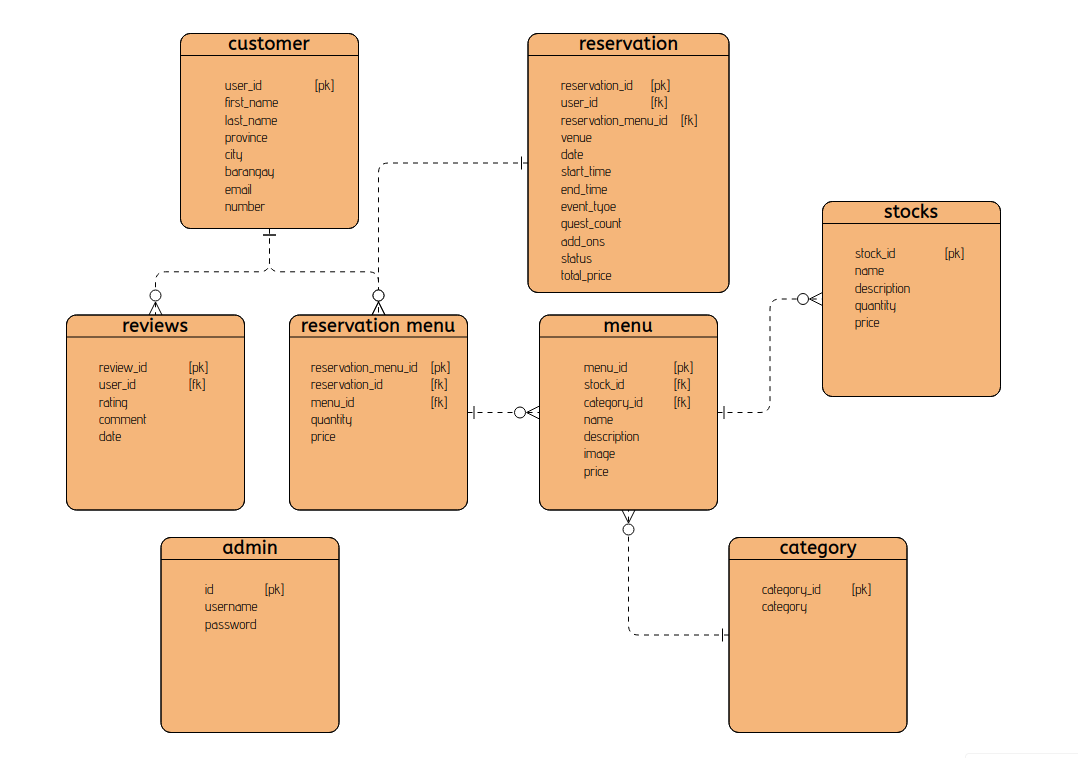 customer
user_id [pk]
first_name
last_name
province
city
barangay
email
number
reservation
reservation_id [pk]
user_id [fk]
reservation_menu_id [fk]
venue
date
start_time
end_time
event_tyoe
guest_count
add_ons
status
total_price
stocks
stock_id [pk]
name
description
quantity
price
reviews
review_id [pk]
user_id [fk]
rating
comment
date
reservation menu
reservation_menu_id [pk]
reservation_id [fk]
menu_id [fk]
quantity
price
menu
menu_id [pk]
stock_id [fk]
category_id [fk]
name
description
image
price
admin
id [pk]
username
password
category
category_id [pk]
category